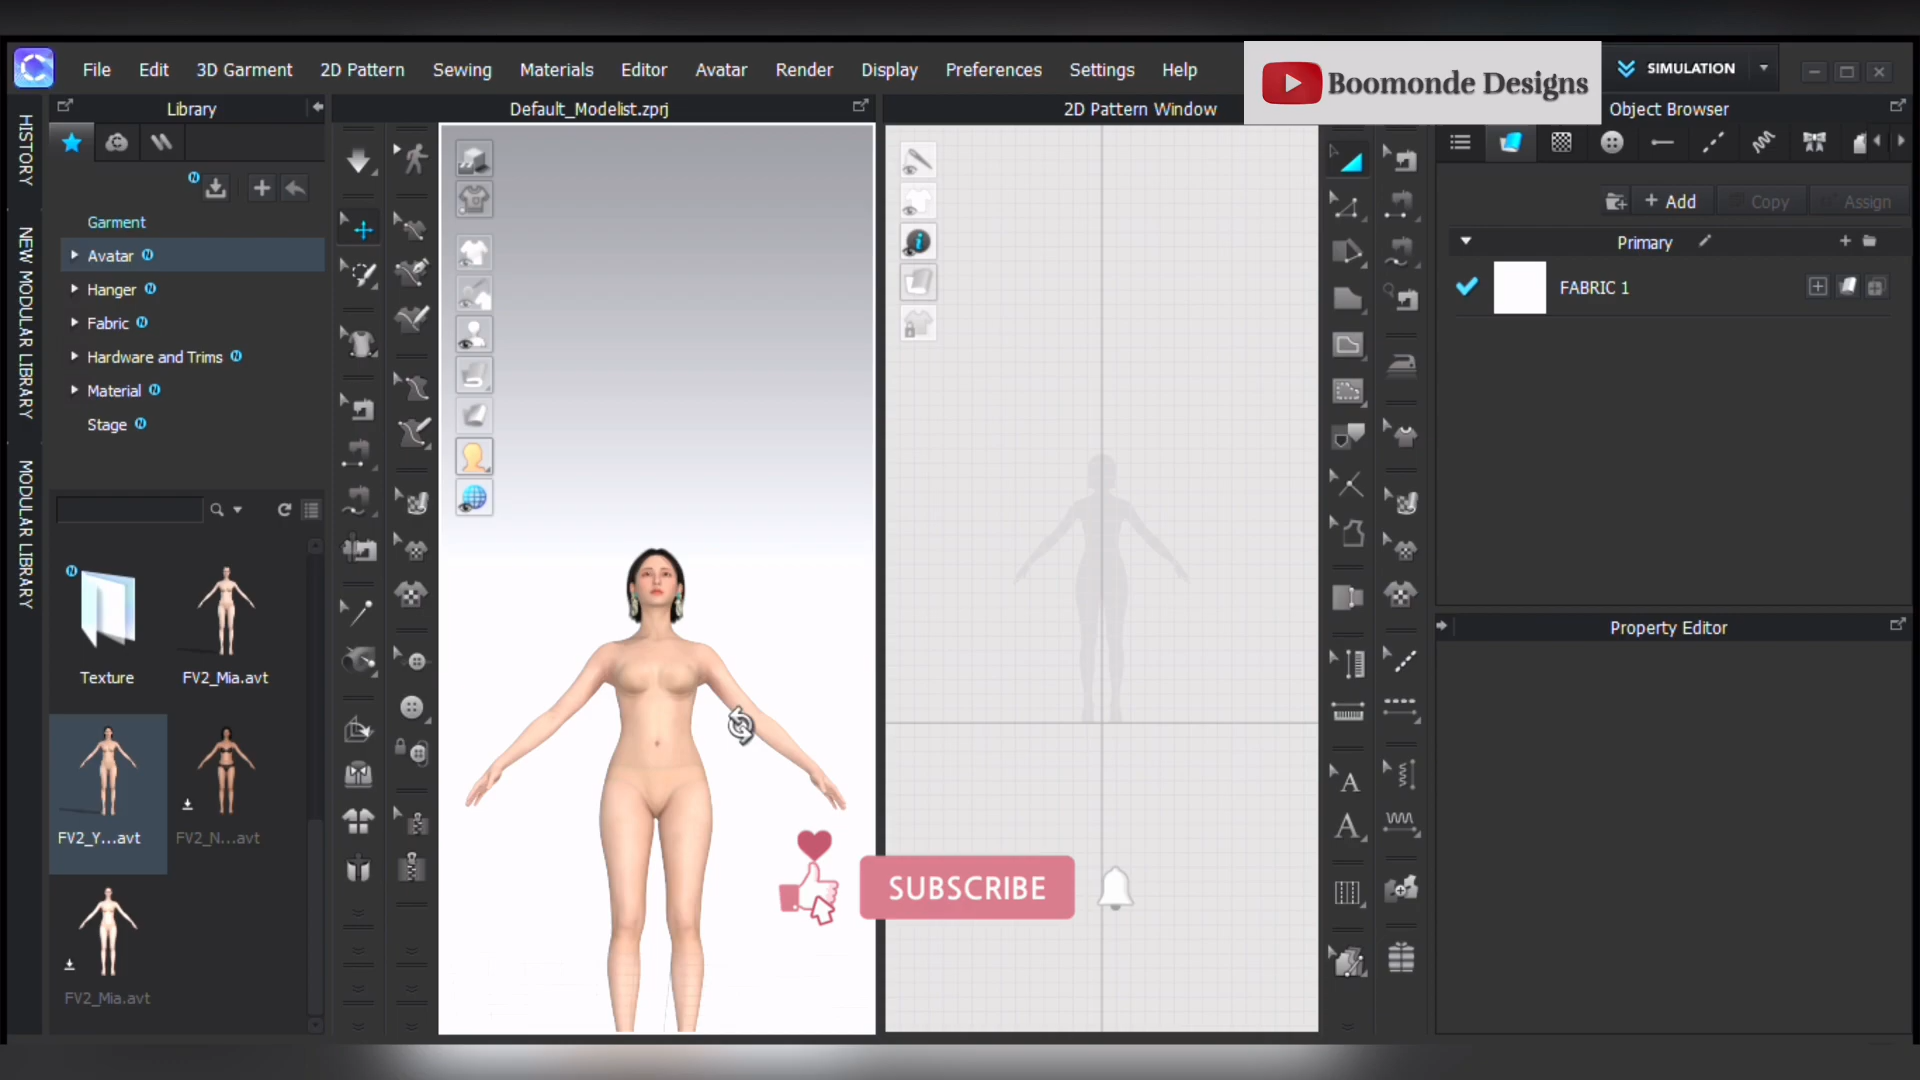 File Edit 3D Garment 2D Pattern Sewing Materials Editor Avatar Render Display Preferences Settings Help
Boomonde Designs
SIMULATION
Library
Default_Modelist.zprj
2D Pattern Window
Object Browser
HISTORY
NEW MODULAR LIBRARY
MODULAR LIBRARY
N
Garment
Avatar N
Hanger N
Fabric N
Hardware and Trims N
Material N
Stage N
N
Texture
FV2_Mia.avt
FV2_Y...avt
FV2_N...avt
FV2_Mia.avt
SUBSCRIBE
A
A
+ Add
Copy
Assign
Primary
FABRIC 1
Property Editor